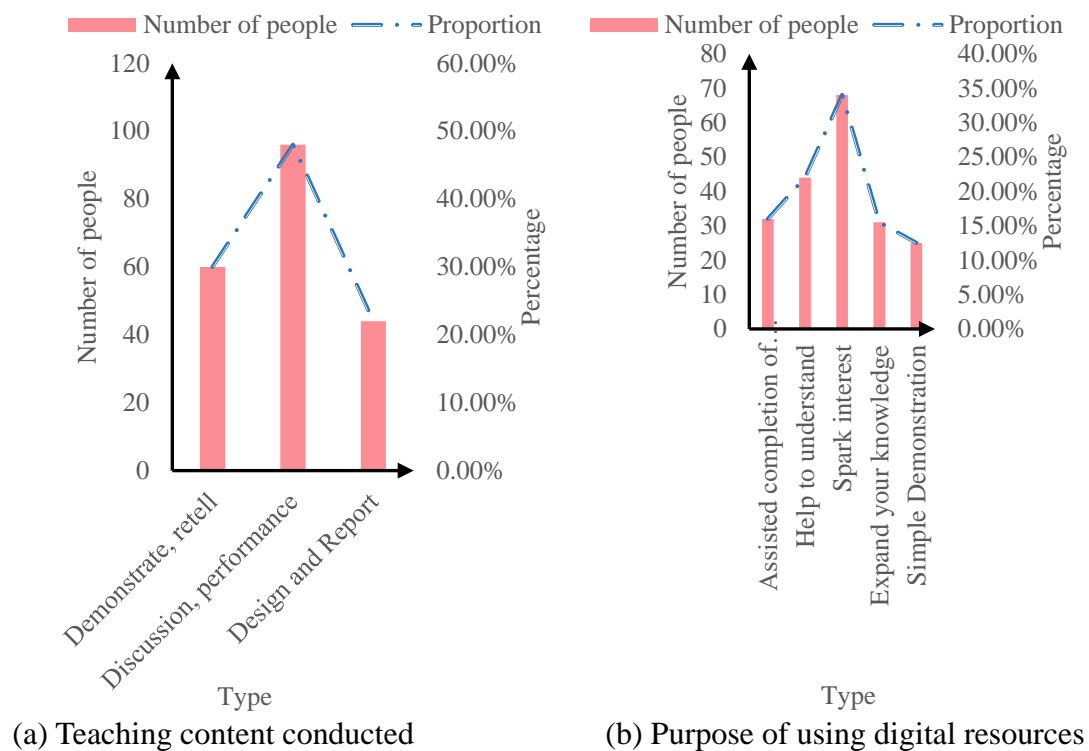 Number of people
Proportion
120
100
80
60
40
20
0
Number of people
60.00%
50.00%
40.00%
30.00%
20.00%
10.00%
0.00%
Percentage
Demonstrate, retell
Discussion, performance
Design and Report
Type
(a) Teaching content conducted
Number of people
Proportion
80
70
60
50
40
30
20
10
0
Number of people
40.00%
35.00%
30.00%
25.00%
20.00%
15.00%
10.00%
5.00%
0.00%
Percentage
Assisted completion of…
Help to understand
Spark interest
Expand your knowledge
Simple Demonstration
Type
(b) Purpose of using digital resources